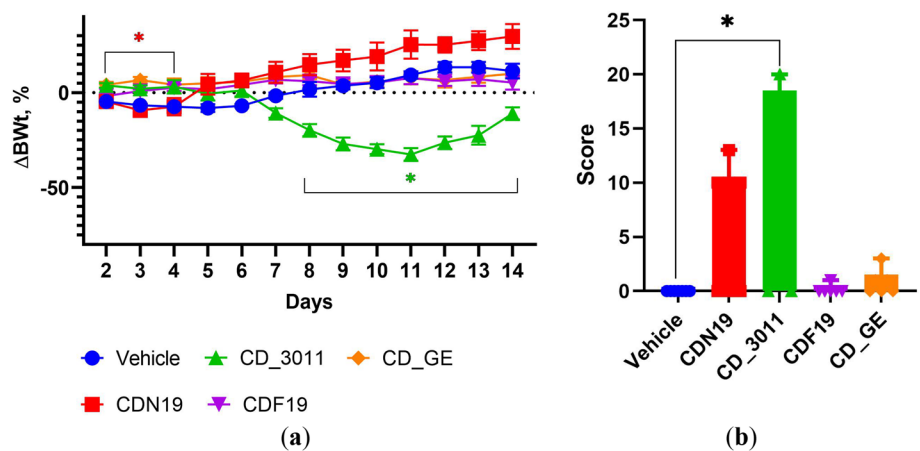 *
0
-50
ΔBWt, %
*
2 3 4 5 6 7 8 9 10 11 12 13 14
Days
Vehicle CD_3011 CD_GE
CDN19 CDF19
(a)
*
25
20
15
10
5
0
Score
Vehicle
CDN19
CD_3011
CDF19
CD_GE
(b)